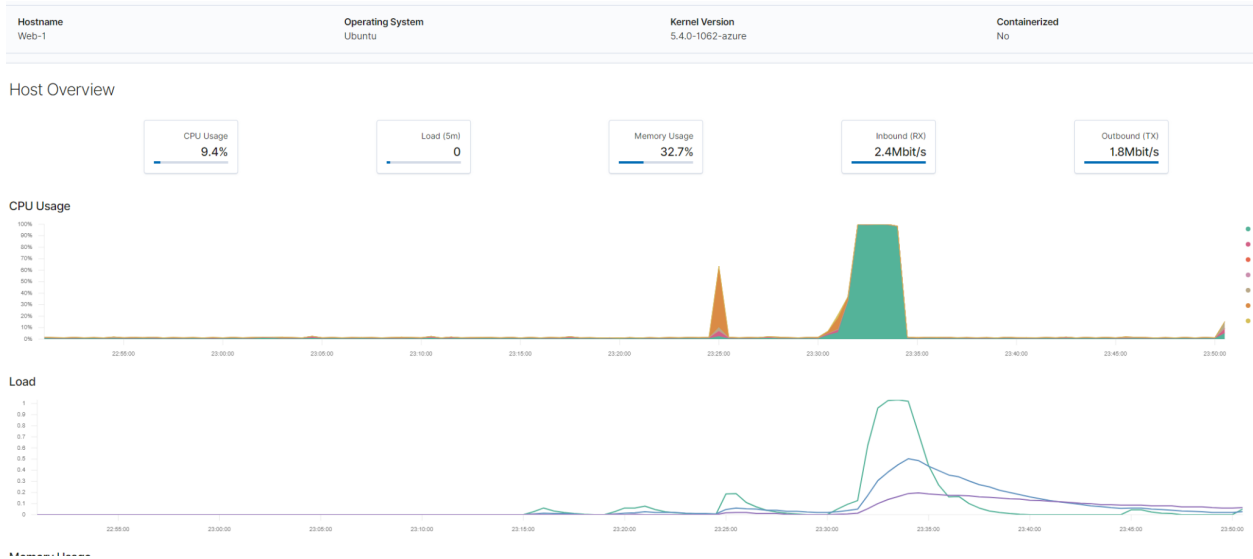 Hostname Operating System Kernel Version Containerized
Web-1 Ubuntu 5.4.0-1062-azure No
Host Overview
CPU Usage Load (5m) Memory Usage Inbound (RX) Outbound (TX)
9.4% 0 32.7% 2.4Mbit/s 1.8Mbit/s
CPU Usage
100%
90%
80%
70%
60%
50%
40%
30%
20%
10%
0%
22:55:00 23:00:00 23:05:00 23:10:00 23:15:00 23:20:00 23:25:00 23:30:00 23:35:00 23:40:00 23:45:00 23:50:00
Load
1
0.9
0.8
0.7
0.6
0.5
0.4
0.3
0.2
0.1
0
22:55:00 23:00:00 23:05:00 23:10:00 23:15:00 23:20:00 23:25:00 23:30:00 23:35:00 23:40:00 23:45:00 23:50:00
Memory Usage